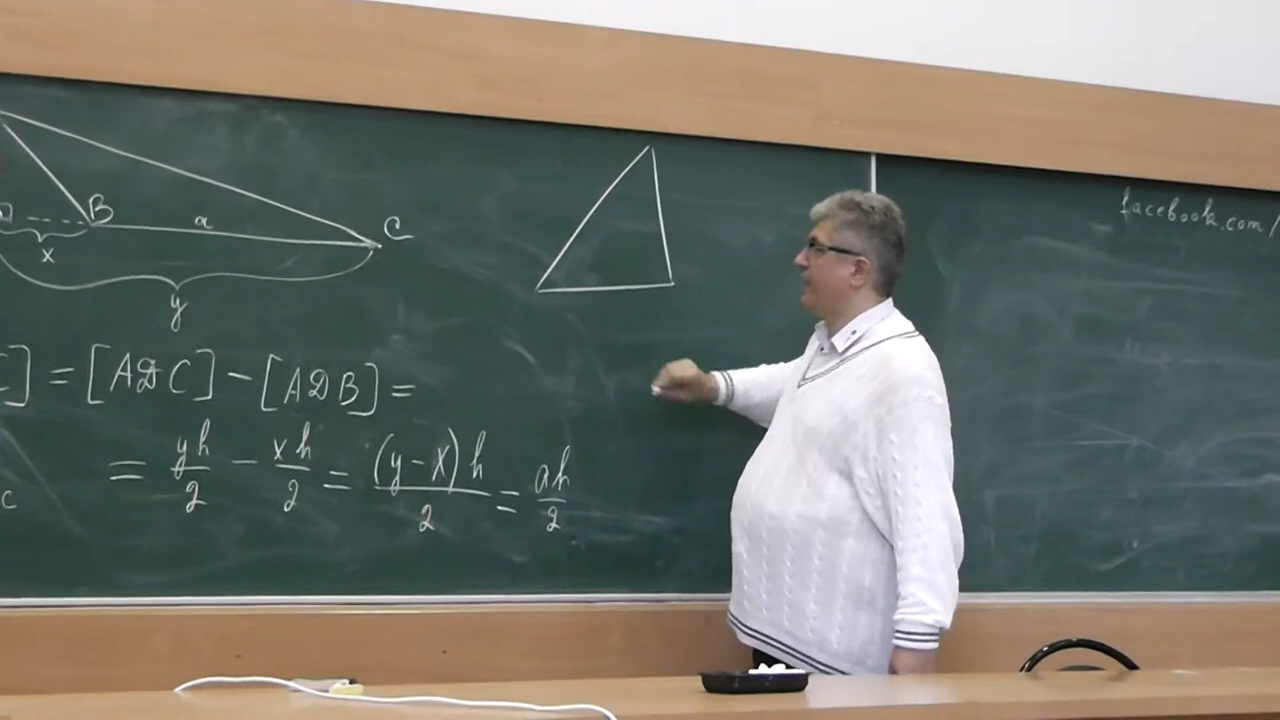 B a C
x
y
] = [ADC] - [ADB] =
= yh/2 - xh/2 = (y-x)h/2 = ah/2
c
facebook.com/